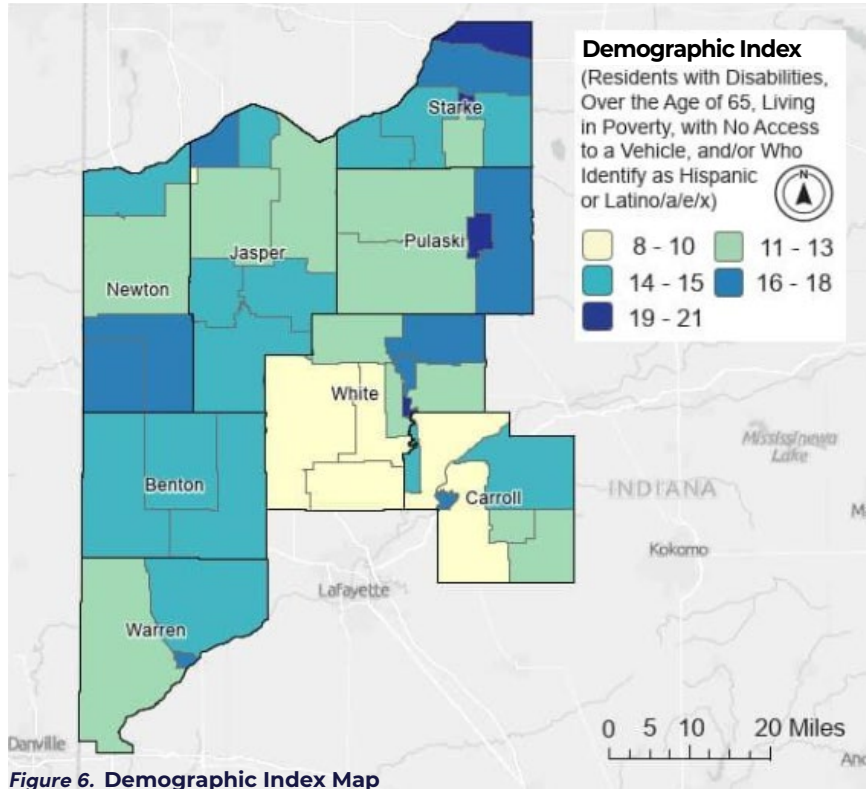 Demographic Index
(Residents with Disabilities,
Over the Age of 65, Living
in Poverty, with No Access
to a Vehicle, and/or Who
Identify as Hispanic
or Latino/a/e/x)
N
8 - 10
11 - 13
14 - 15
16 - 18
19 - 21
Starke
Pulaski
Jasper
Newton
White
Benton
Carroll
Warren
Mississinewa
Lake
INDIANA
Kokomo
Lafayette
Danville
0 5 10 20 Miles
Figure 6. Demographic Index Map